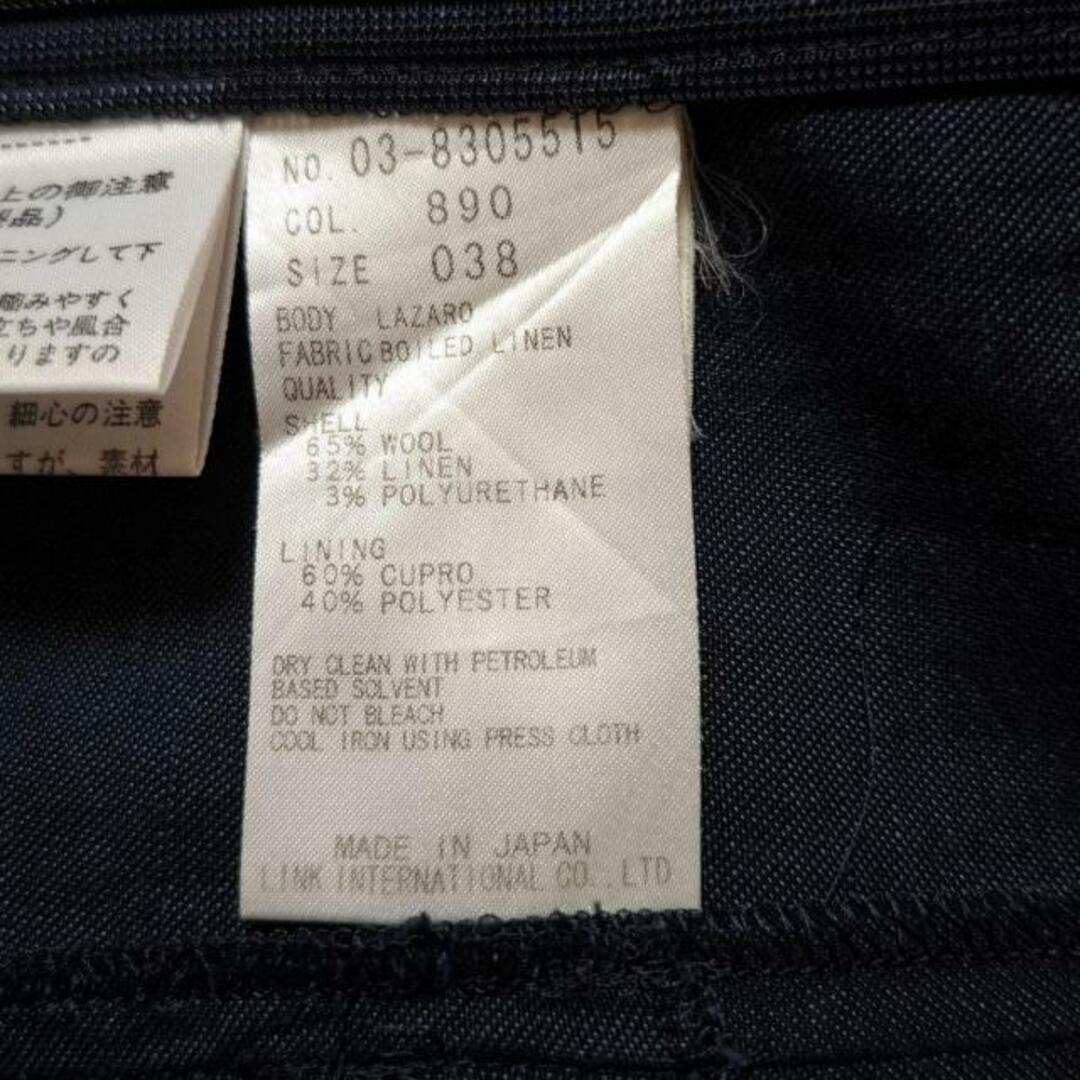 上の御注意
品)
ニングして下
縮みやすく
立ちや風合
りますの
細心の注意
すが、素材
NO. 03-8305515
COL. 890
SIZE 038
BODY LAZARO
FABRIC BOILED LINEN
QUALITY
SHELL
65% WOOL
32% LINEN
3% POLYURETHANE
LINING
60% CUPRO
40% POLYESTER
DRY CLEAN WITH PETROLEUM
BASED SOLVENT
DO NOT BLEACH
COOL IRON USING PRESS CLOTH
MADE IN JAPAN
LINK INTERNATIONAL CO.,LTD